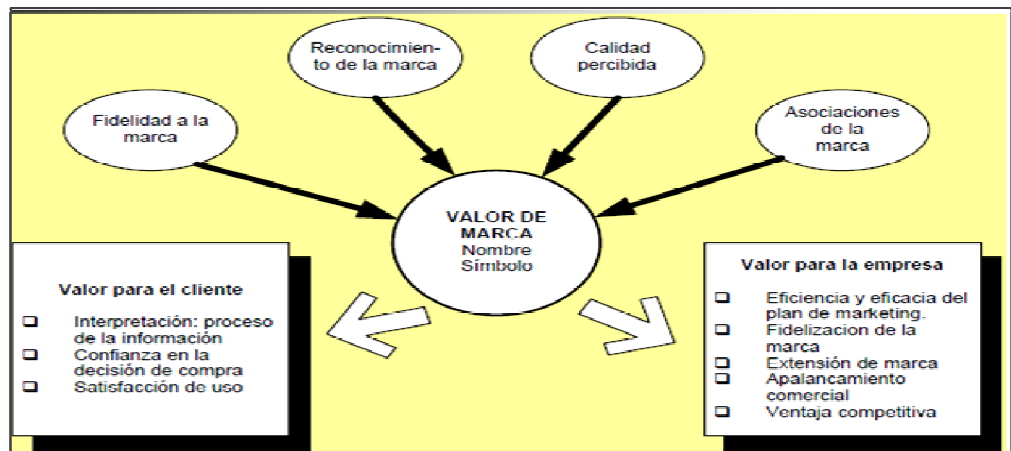 Reconocimien-
to de la marca
Calidad
percibida
Fidelidad a la
marca
Asociaciones
de la
marca
VALOR DE
MARCA
Nombre
Símbolo
Valor para el cliente
Interpretación: proceso
de la información
Confianza en la
decisión de compra
Satisfacción de uso
Valor para la empresa
Eficiencia y eficacia del
plan de marketing.
Fidelizacion de la
marca
Extensión de marca
Apalancamiento
comercial
Ventaja competitiva